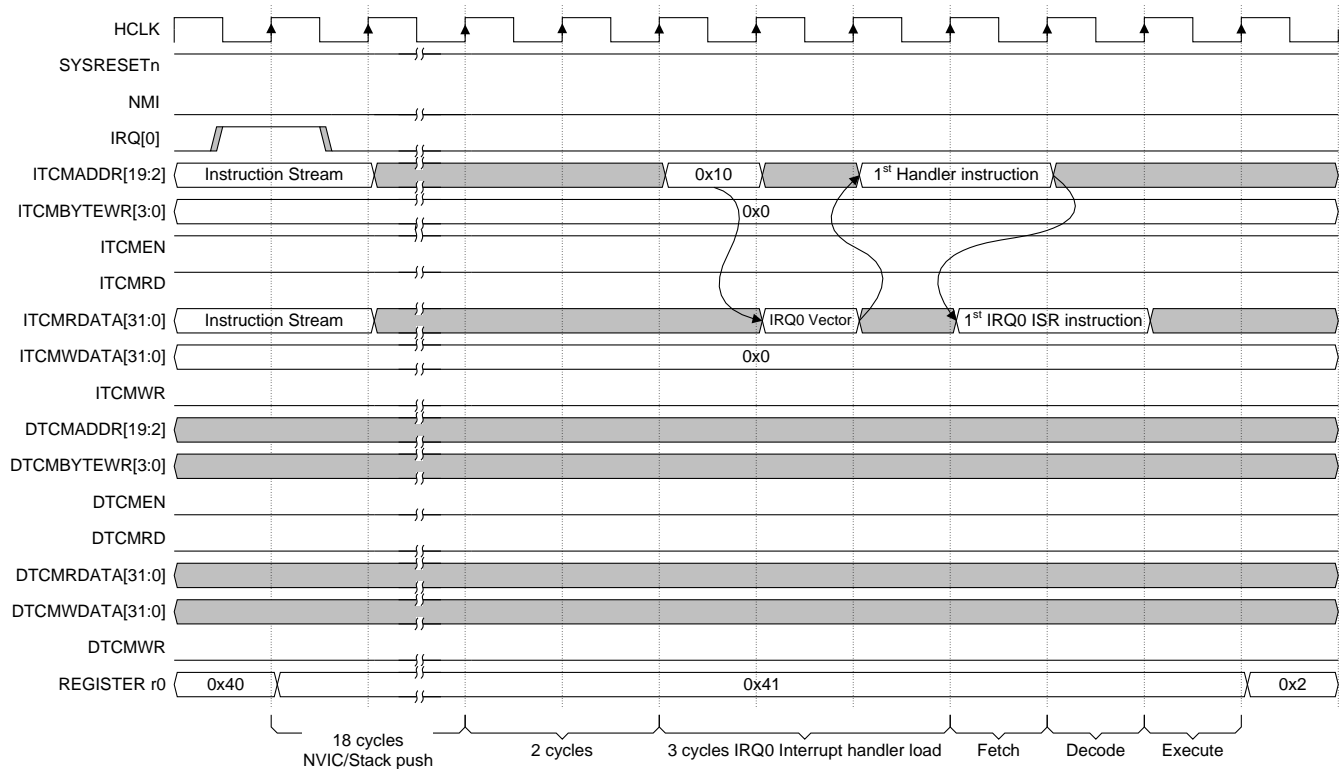 HCLK
SYSRESETn
NMI
IRQ[0]
ITCMADDR[19:2] Instruction Stream 0x10 1st Handler instruction
ITCMBYTEWR[3:0] 0x0
ITCMEN
ITCMRD
ITCMRDATA[31:0] Instruction Stream IRQ0 Vector 1st IRQ0 ISR instruction
ITCMWDATA[31:0] 0x0
ITCMWR
DTCMADDR[19:2]
DTCMBYTEWR[3:0]
DTCMEN
DTCMRD
DTCMRDATA[31:0]
DTCMWDATA[31:0]
DTCMWR
REGISTER r0 0x40 0x41 0x2
18 cycles
NVIC/Stack push
2 cycles
3 cycles IRQ0 Interrupt handler load
Fetch
Decode
Execute